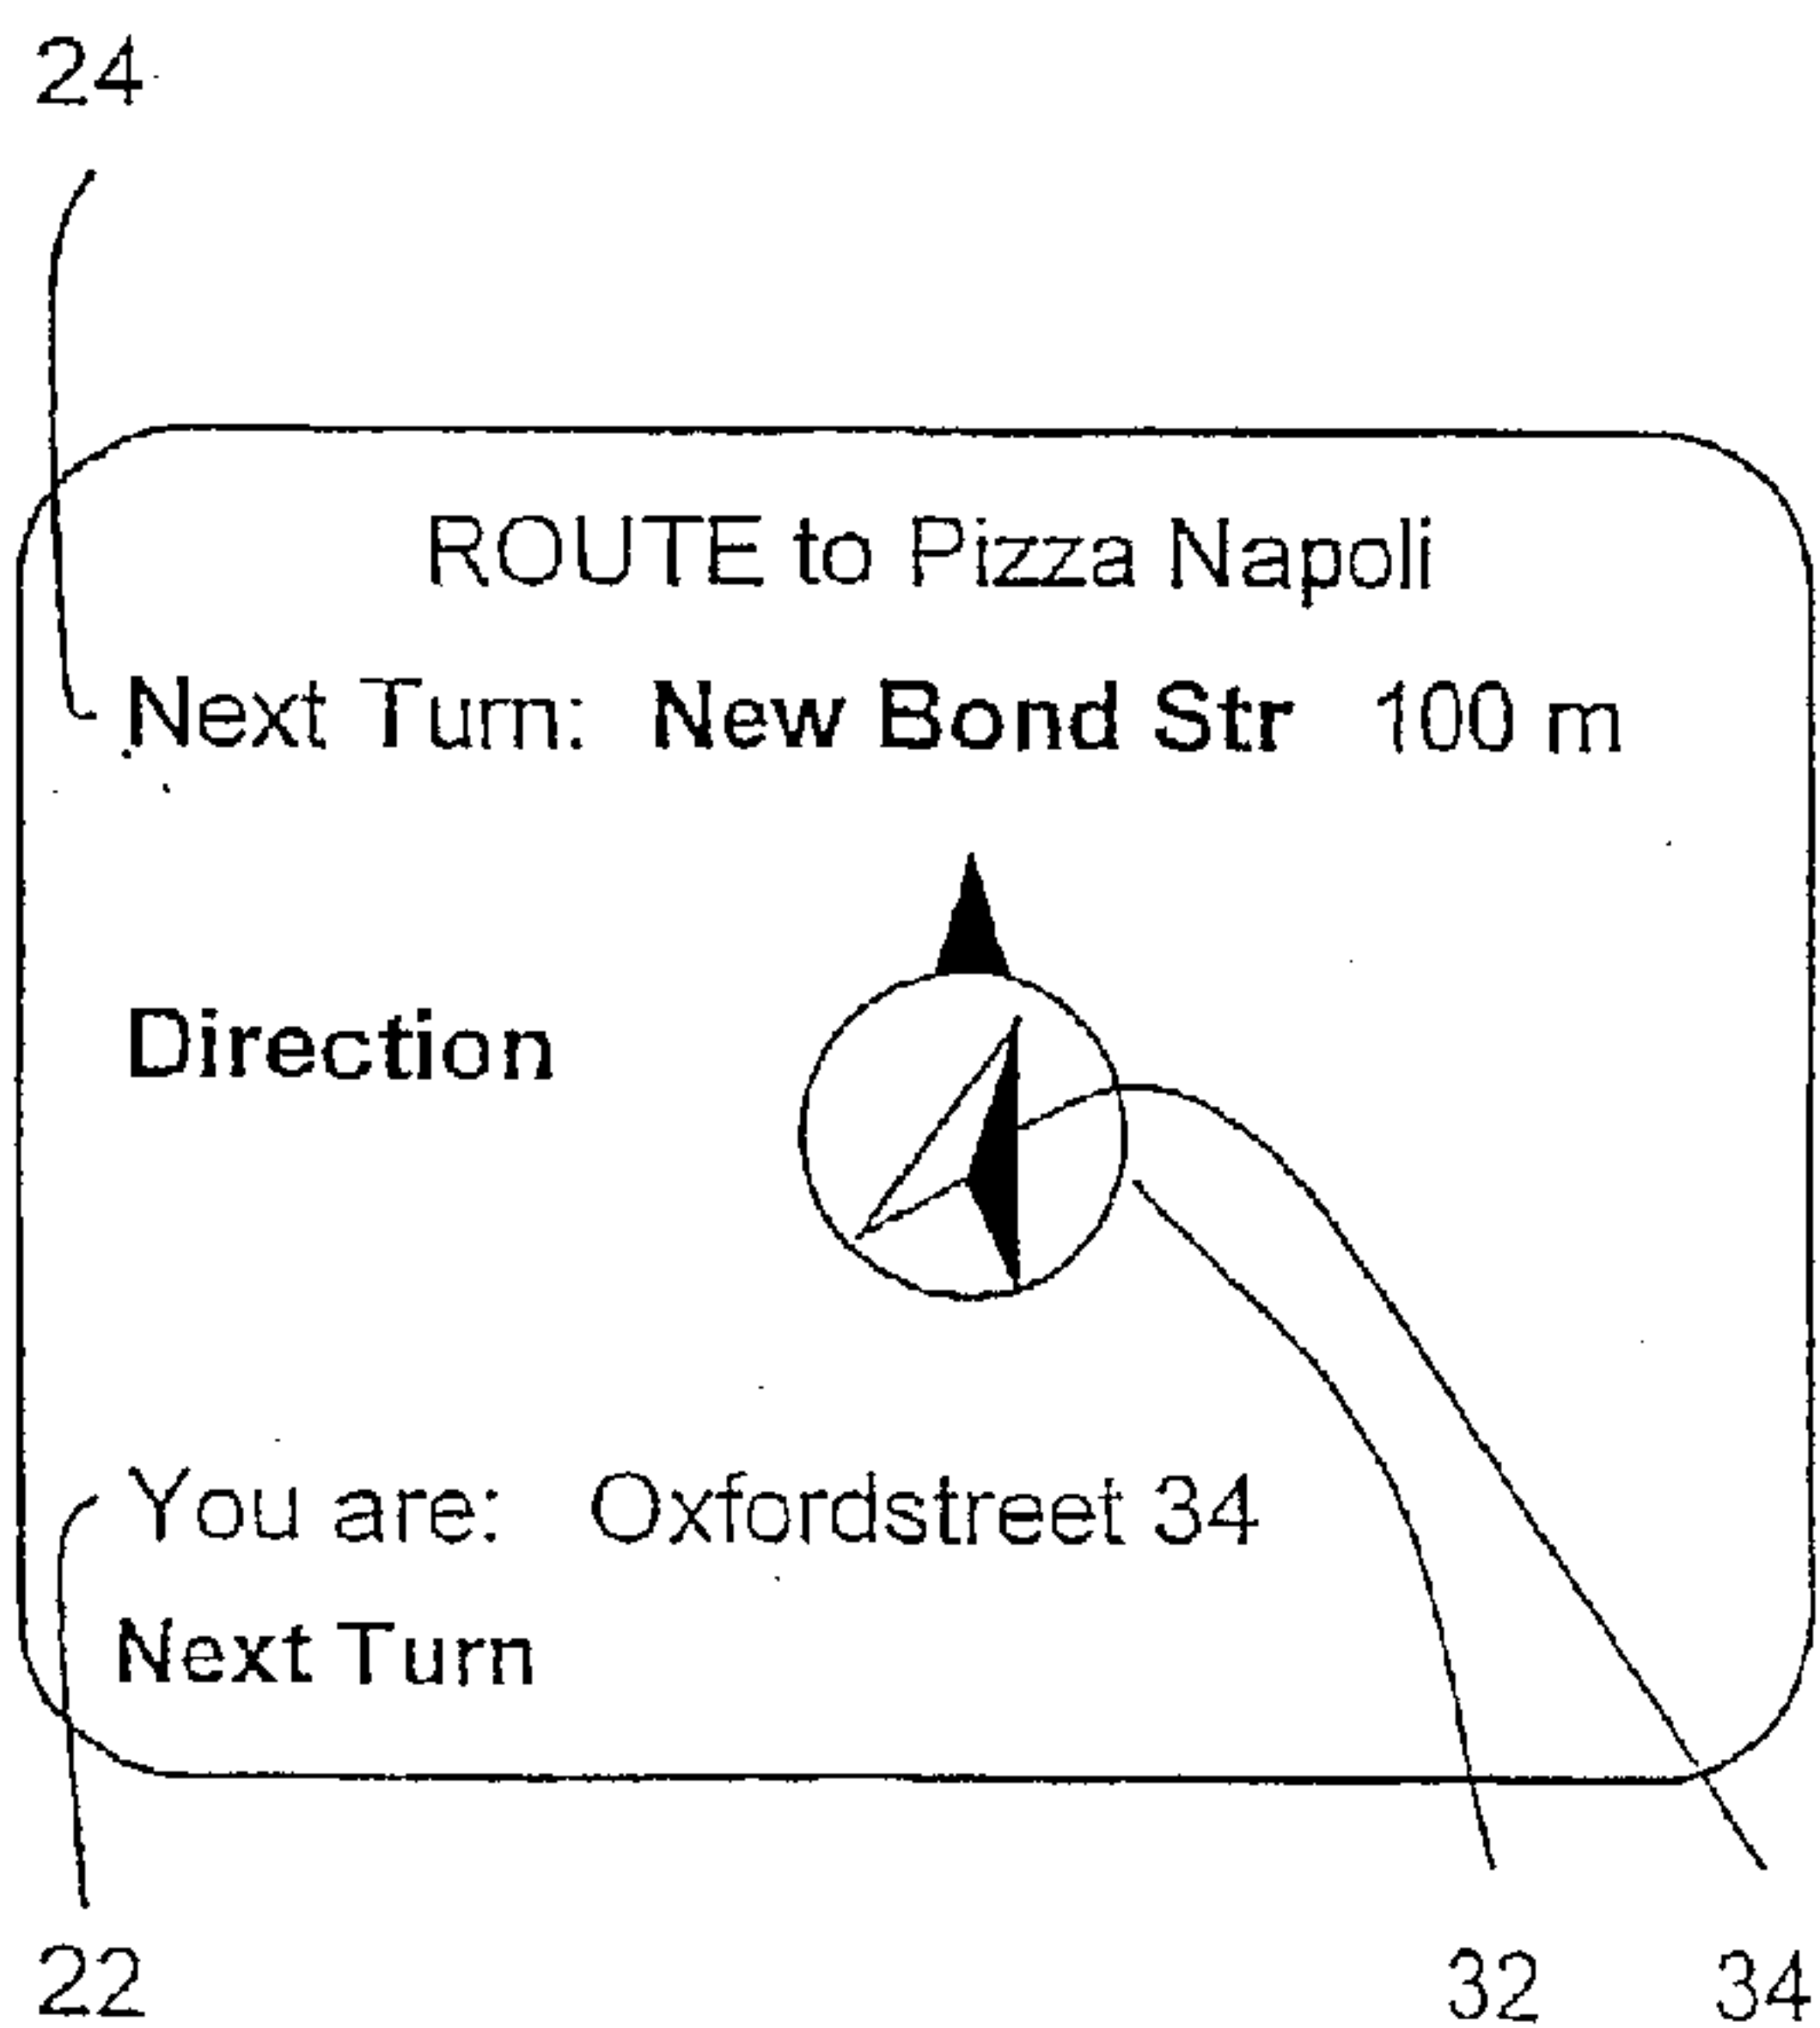 24
ROUTE to Pizza Napoli
Next Turn: New Bond Str 100 m
Direction
You are: Oxfordstreet 34
Next Turn
22 32 34